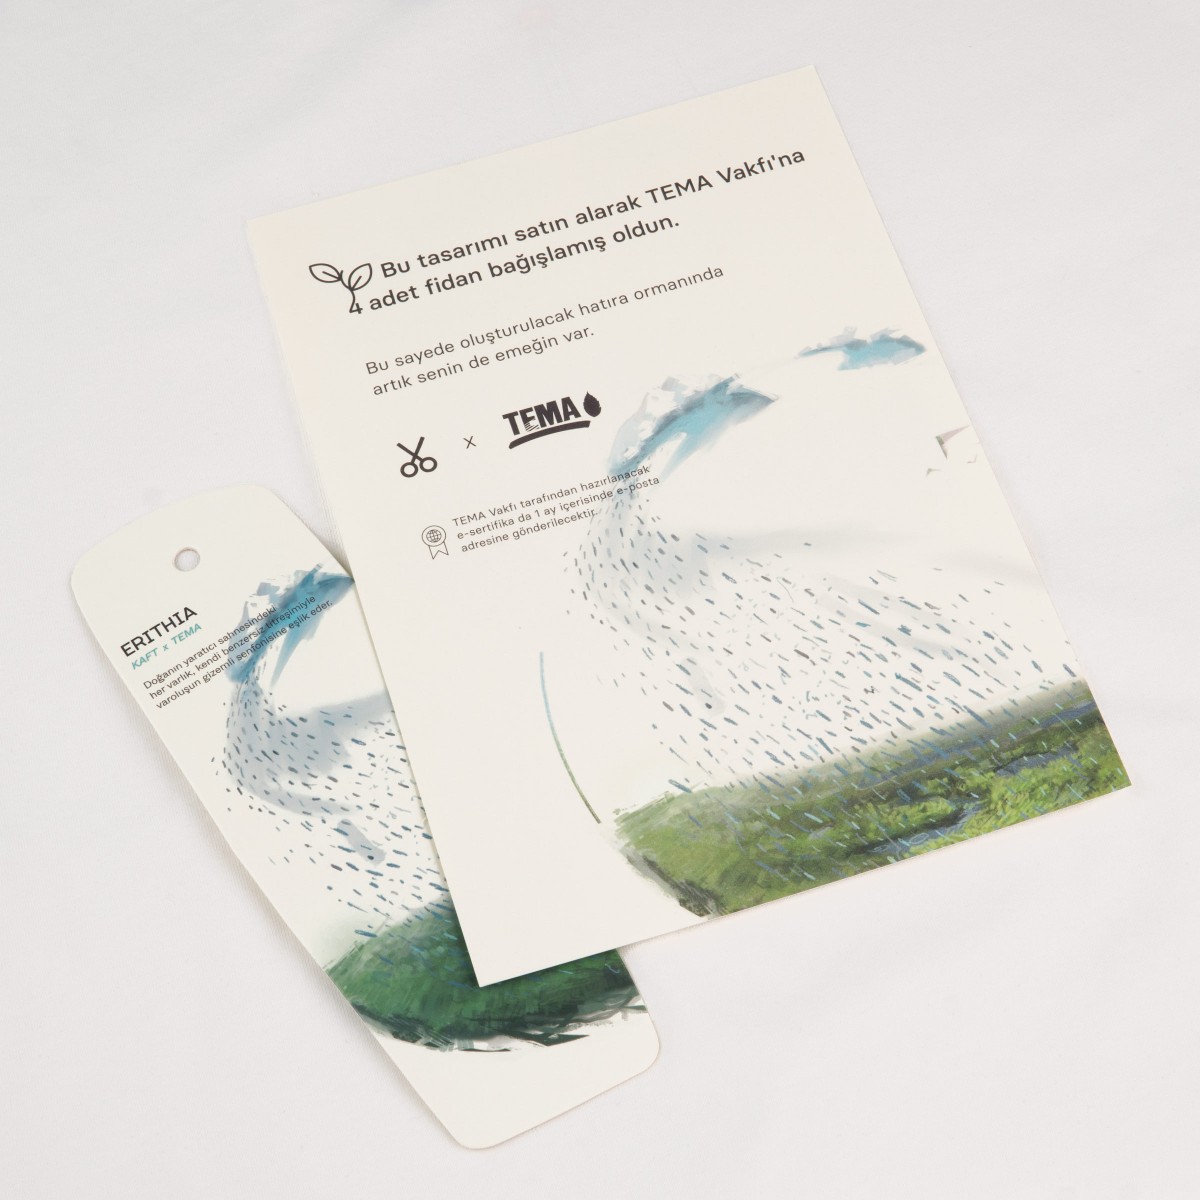 Bu tasarımı satın alarak TEMA Vakfı'na
4 adet fidan bağışlamış oldun.
Bu sayede oluşturulacak hatıra ormanında
artık senin de emeğin var.
x TEMA
TEMA Vakfı tarafından hazırlanacak
e-sertifika da 1 ay içerisinde e-posta
adresine gönderilecektir.
ERITHIA
KAFT x TEMA
Doğanın yaratıcı sahnesindeki
her varlık, kendi benzersiz titreşimiyle
varoluşun gizemli senfonisine eşlik eder.